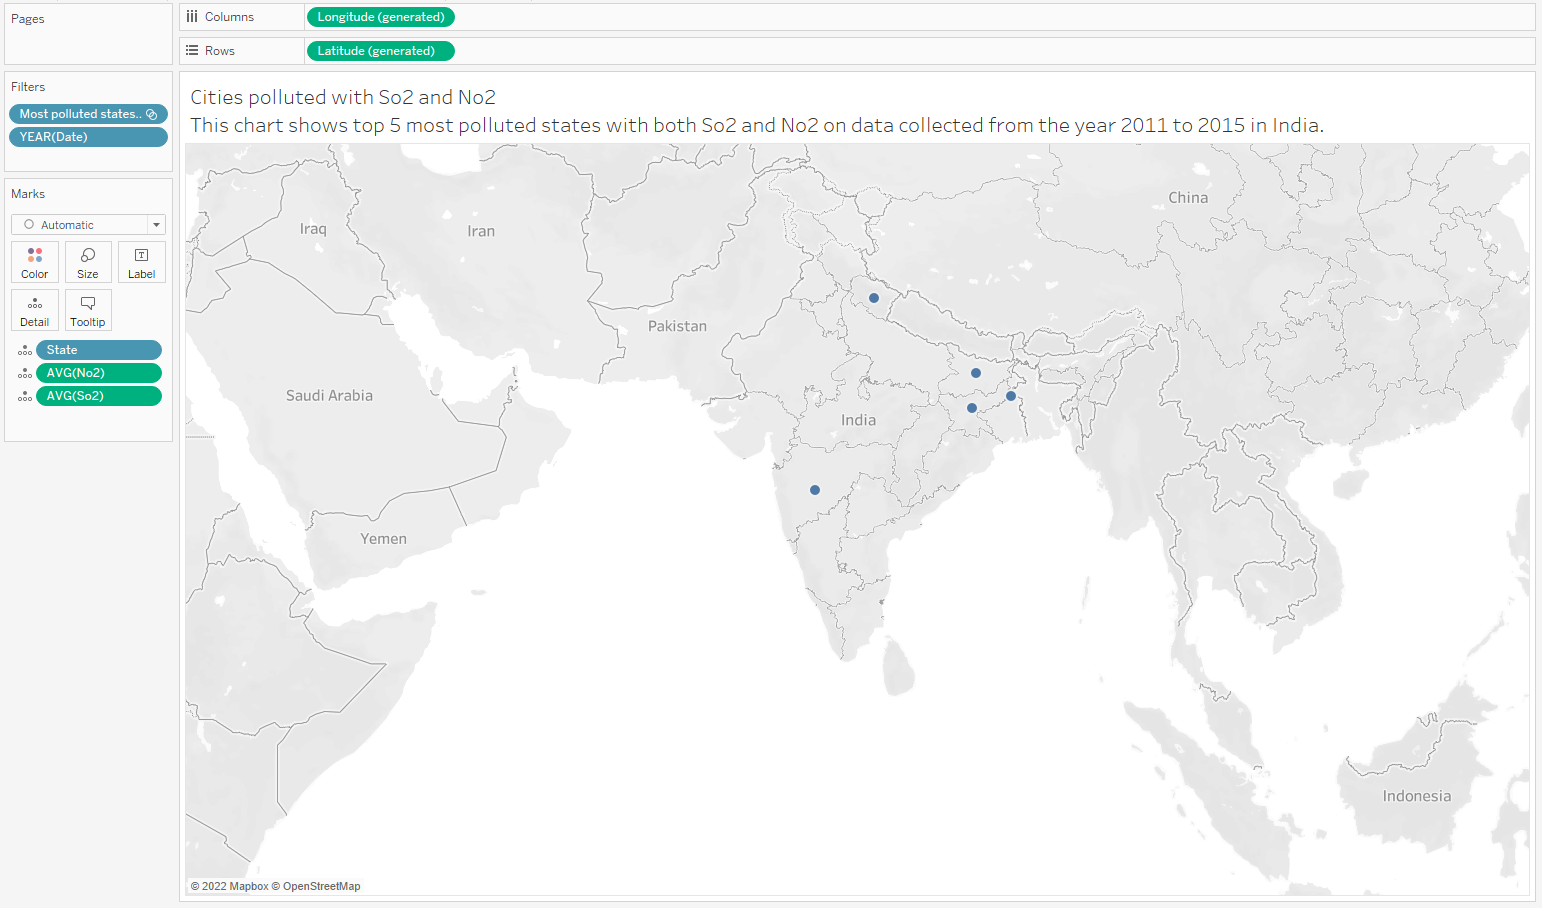 Pages
Columns
Longitude (generated)
Rows
Latitude (generated)
Filters
Most polluted states..
YEAR(Date)
Marks
Automatic
Color
Size
T
Label
Detail
Tooltip
State
AVG(No2)
AVG(So2)
Cities polluted with So2 and No2
This chart shows top 5 most polluted states with both So2 and No2 on data collected from the year 2011 to 2015 in India.
China
Iraq
Iran
Pakistan
Saudi Arabia
India
Yemen
Indonesia
© 2022 Mapbox © OpenStreetMap